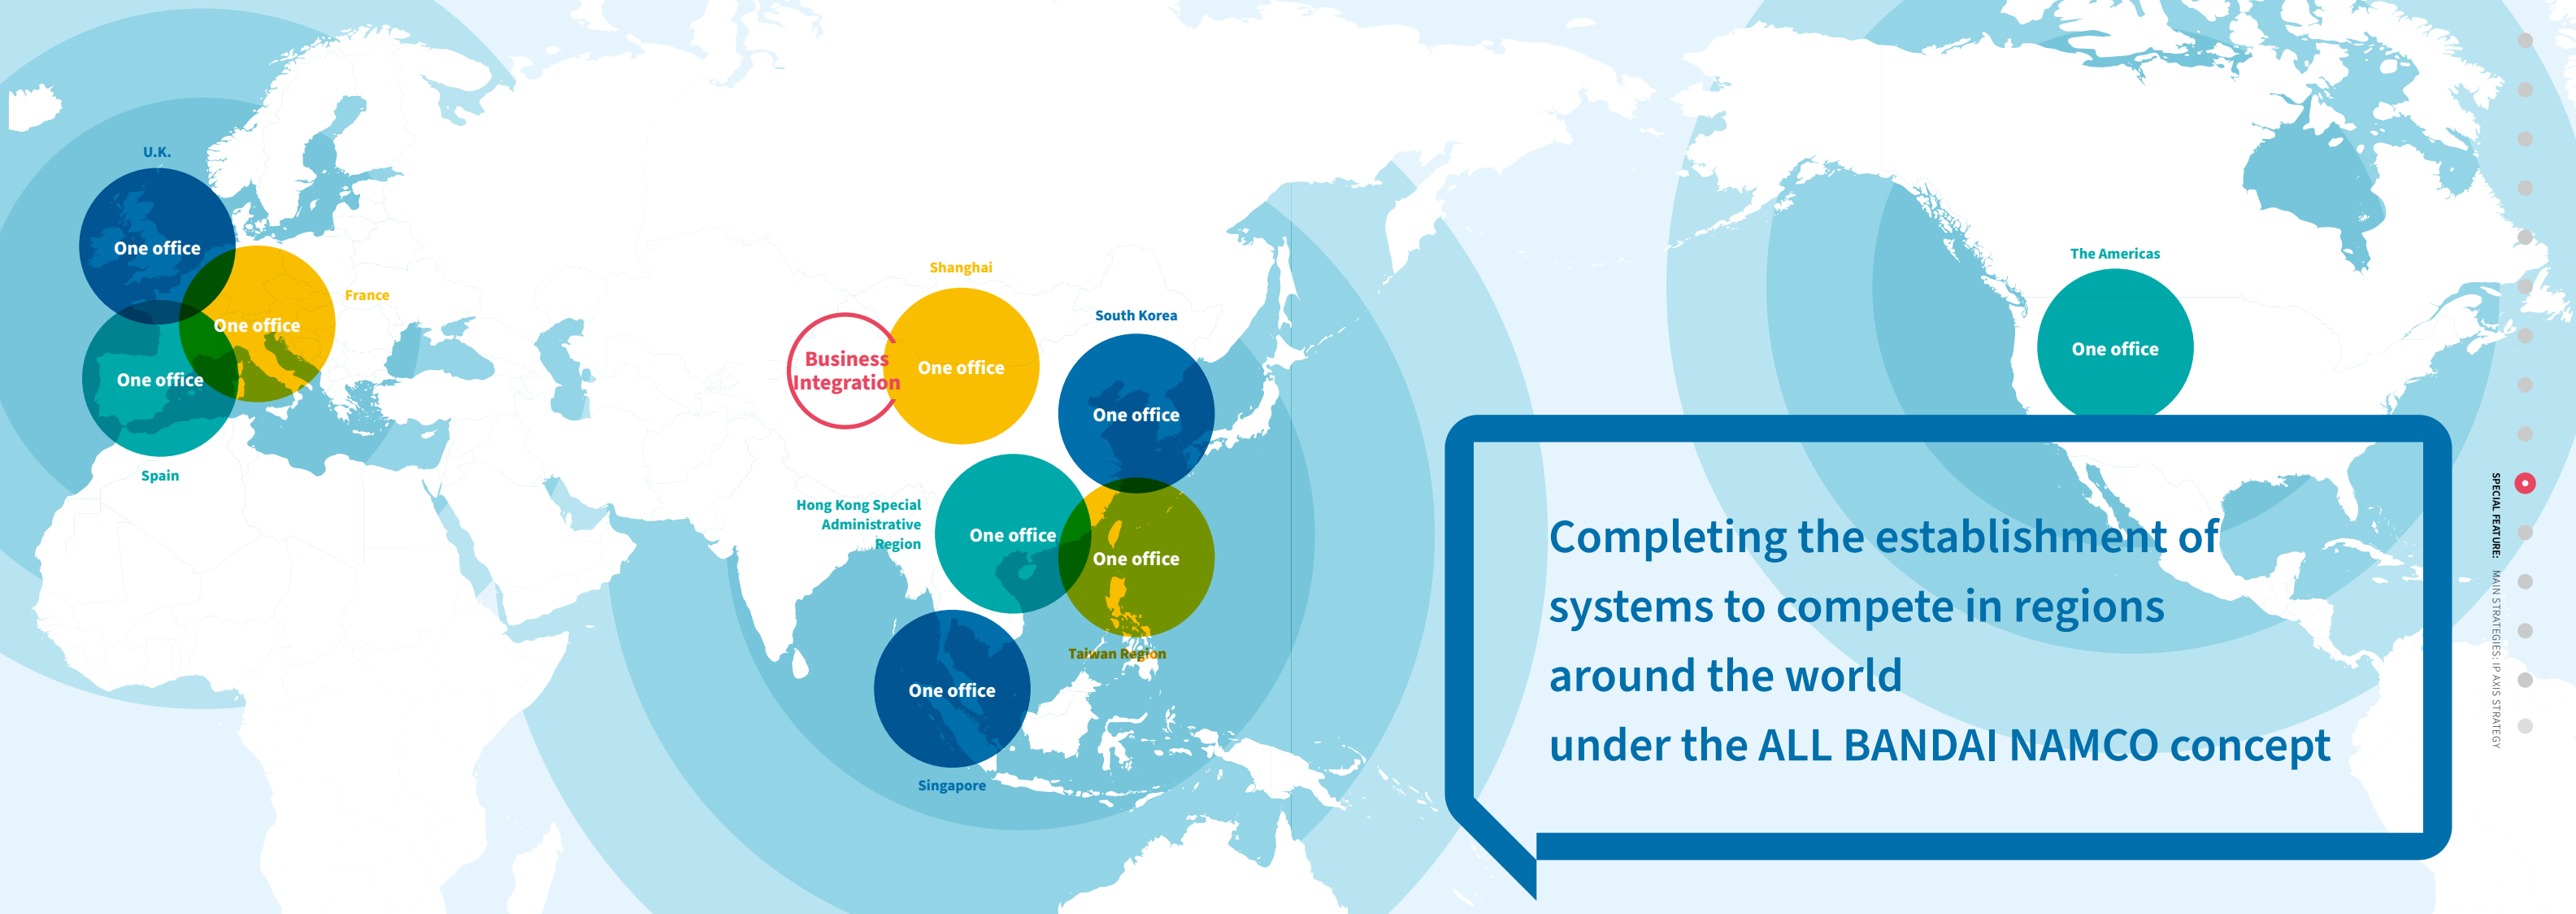 U.K.
One office
France
One office
One office
Spain
Shanghai
Business
Integration
One office
South Korea
One office
Hong Kong Special
Administrative
Region
One office
One office
Taiwan Region
One office
Singapore
The Americas
One office
Completing the establishment of
systems to compete in regions
around the world
under the ALL BANDAI NAMCO concept
SPECIAL FEATURE: MAIN STRATEGIES: IP AXIS STRATEGY